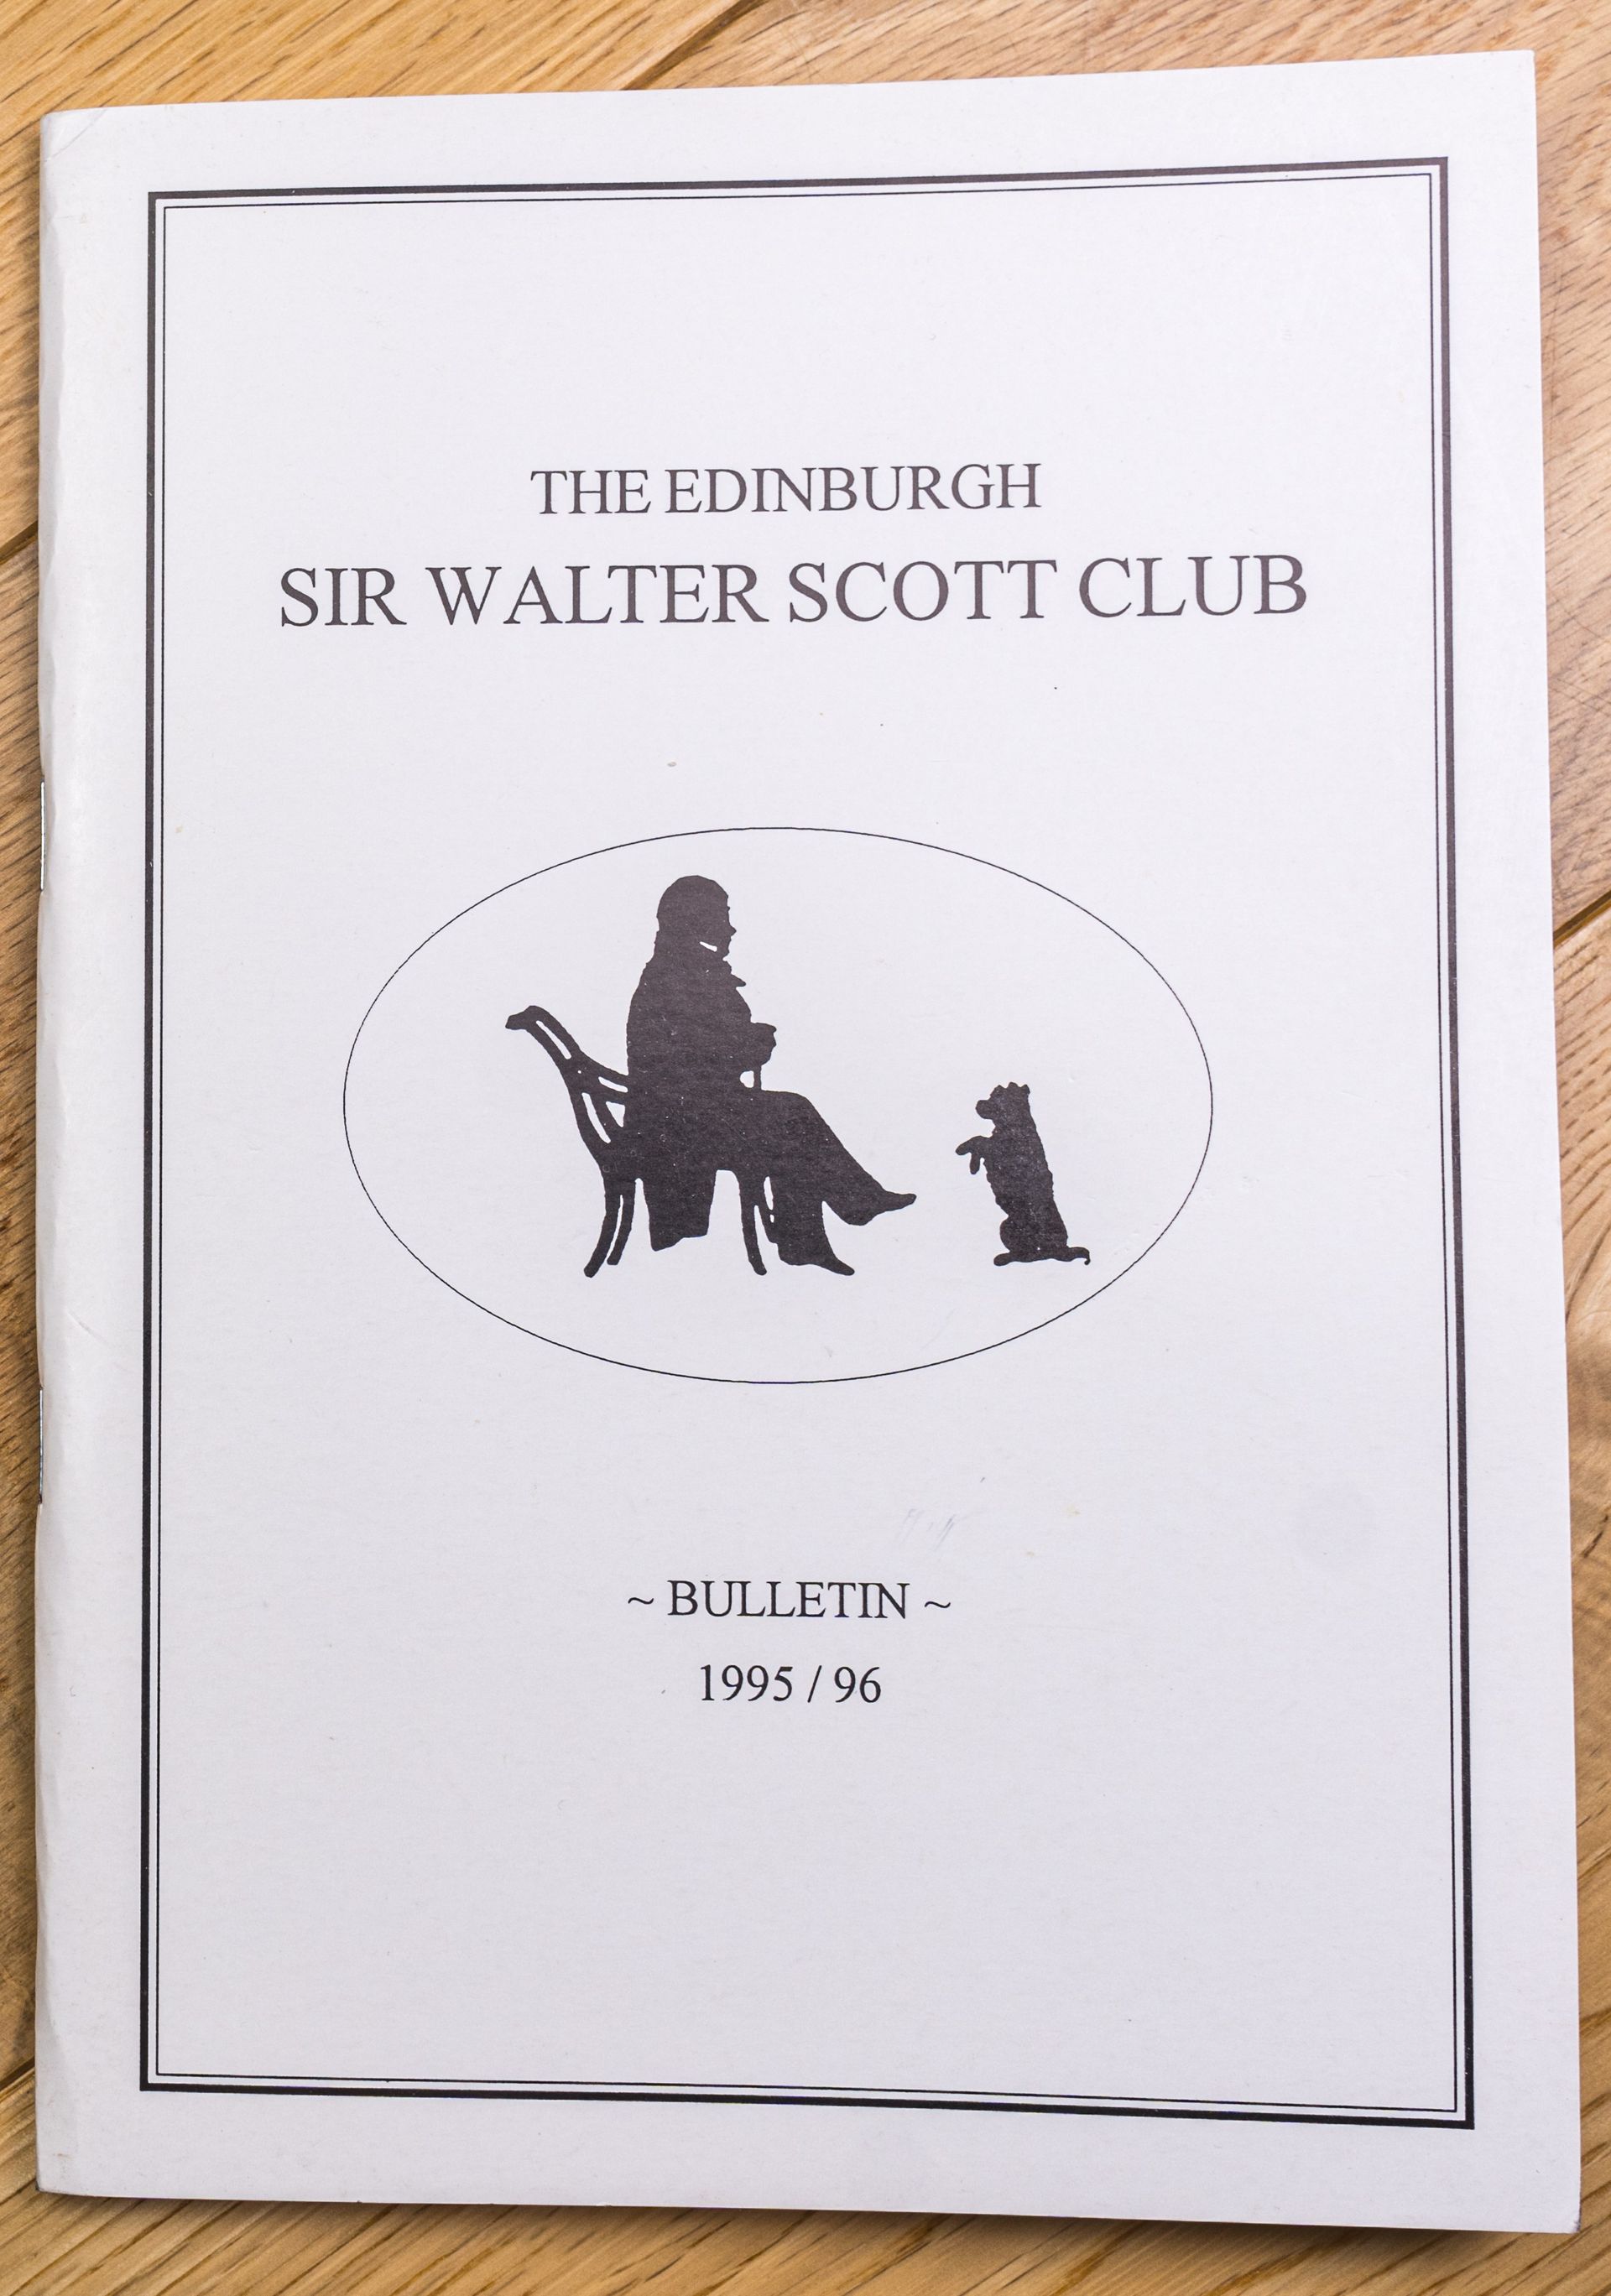 THE EDINBURGH
SIR WALTER SCOTT CLUB
~ BULLETIN ~
1995 / 96